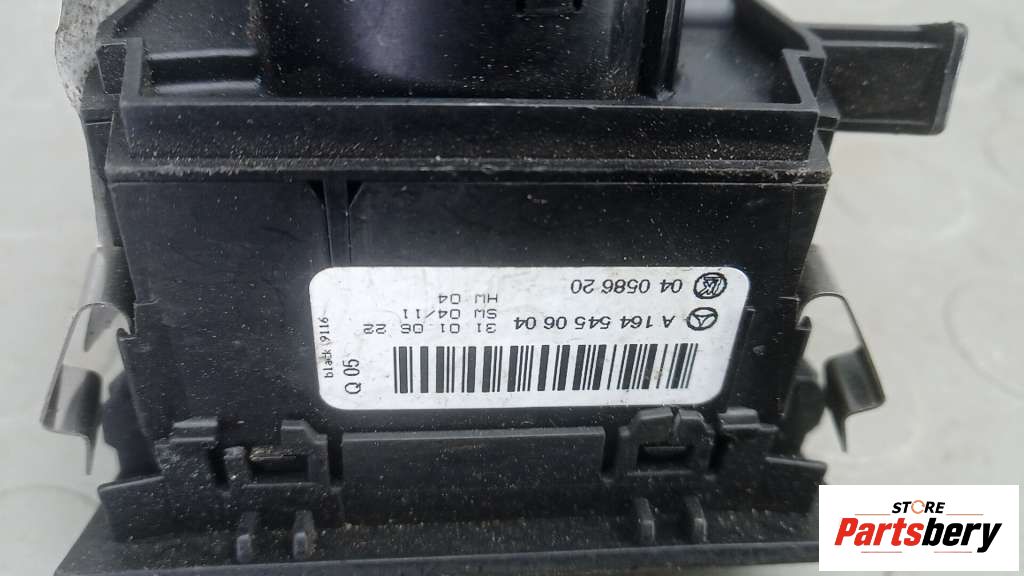 A 164 545 06 04
04 0586 20
31 01 06 22
SW 04/11
HW 04
Q 05
black 9116
STORE
Partsbery